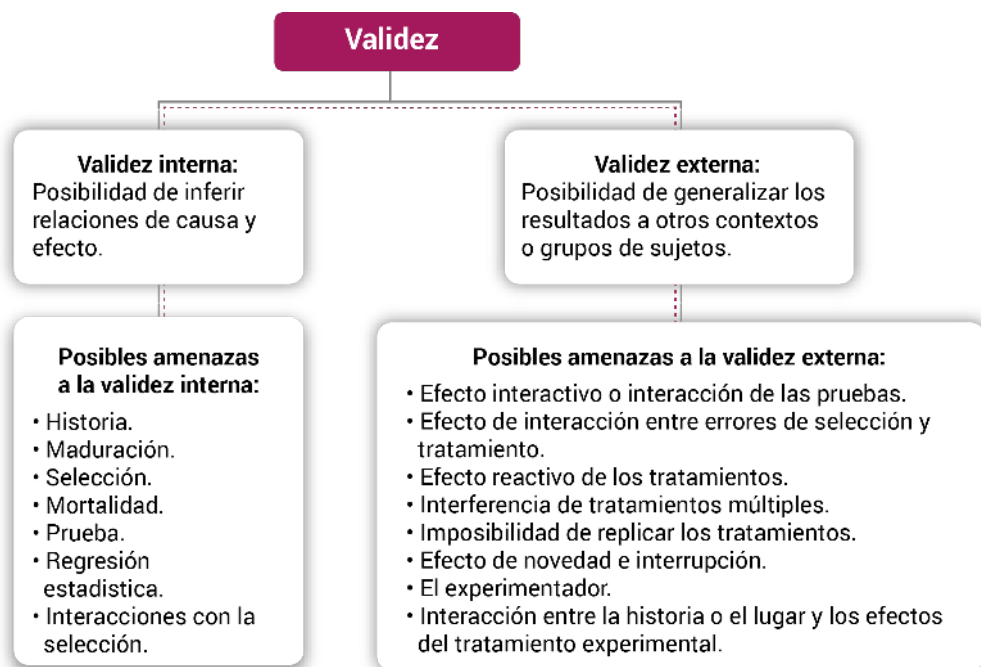 Validez
Validez interna:
Posibilidad de inferir
relaciones de causa y
efecto.
Validez externa:
Posibilidad de generalizar los
resultados a otros contextos
o grupos de sujetos.
Posibles amenazas
a la validez interna:
• Historia.
• Maduración.
• Selección.
• Mortalidad.
• Prueba.
• Regresión
estadistica.
• Interacciones con la
selección.
Posibles amenazas a la validez externa:
• Efecto interactivo o interacción de las pruebas.
• Efecto de interacción entre errores de selección y
tratamiento.
• Efecto reactivo de los tratamientos.
• Interferencia de tratamientos múltiples.
• Imposibilidad de replicar los tratamientos.
• Efecto de novedad e interrupción.
• El experimentador.
• Interacción entre la historia o el lugar y los efectos
del tratamiento experimental.